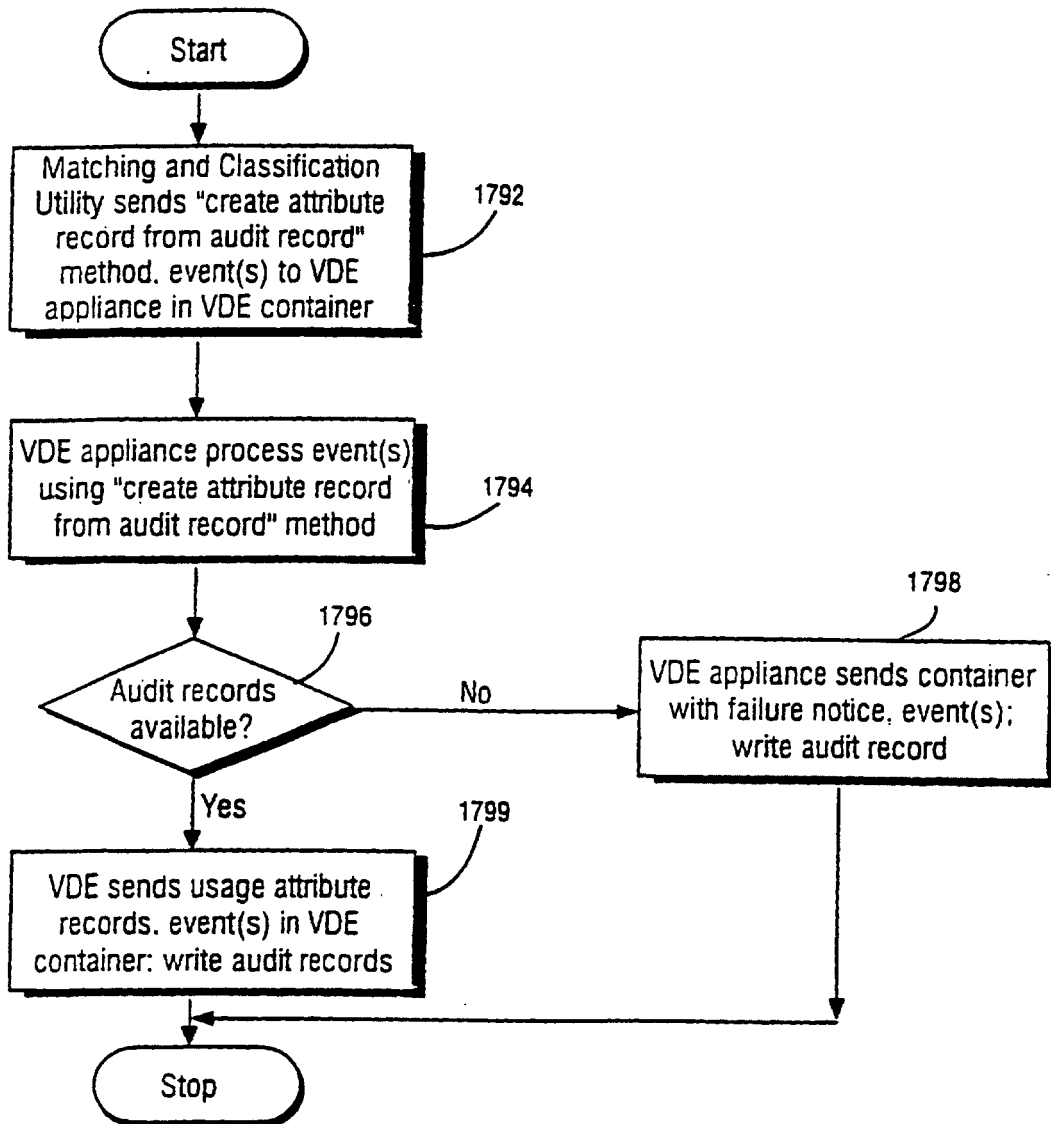 Start
Matching and Classification
Utility sends "create attribute
record from audit record"
method. event(s) to VDE
appliance in VDE container
1792
VDE appliance process event(s)
using "create attribute record
from audit record" method
1794
1796
Audit records
available?
No
Yes
1798
VDE appliance sends container
with failure notice, event(s);
write audit record
1799
VDE sends usage attribute
records. event(s) in VDE
container: write audit records
Stop